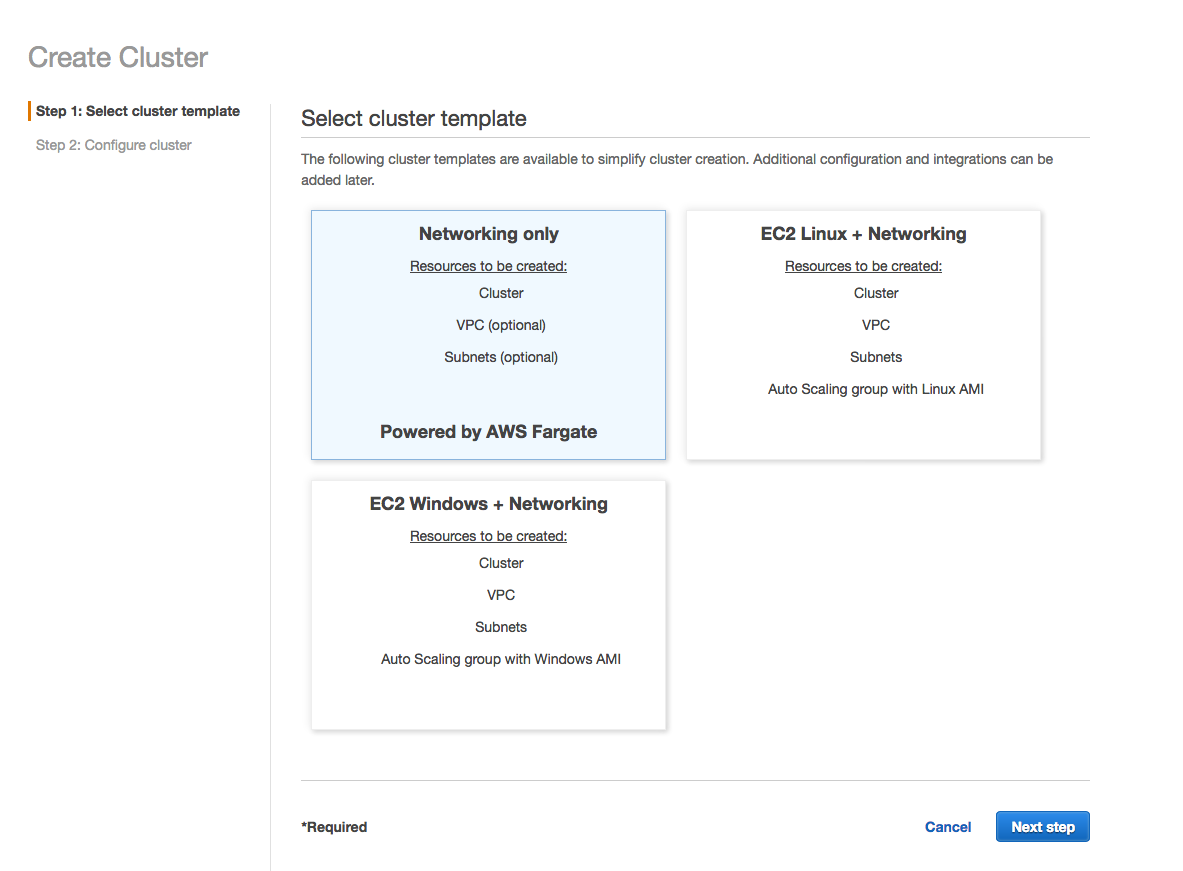 Create Cluster
Step 1: Select cluster template
Step 2: Configure cluster
Select cluster template
The following cluster templates are available to simplify cluster creation. Additional configuration and integrations can be
added later.
Networking only
Resources to be created:
Cluster
VPC (optional)
Subnets (optional)
Powered by AWS Fargate
EC2 Linux + Networking
Resources to be created:
Cluster
VPC
Subnets
Auto Scaling group with Linux AMI
EC2 Windows + Networking
Resources to be created:
Cluster
VPC
Subnets
Auto Scaling group with Windows AMI
*Required
Cancel
Next step